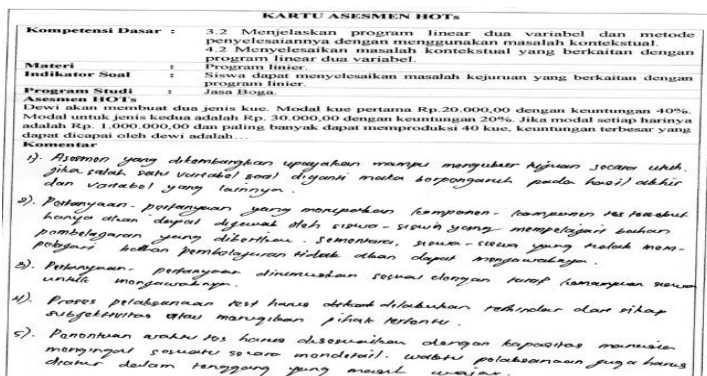 KARTU ASESMEN HOTs
Kompetensi Dasar : 3.2 Menjelaskan program linear dua variabel dan metode
penyelesaiannya dengan menggunakan masalah kontekstual.
4.2 Menyelesaikan masalah kontekstual yang berkaitan dengan
program linear dua variabel.
Materi : Program linier.
Indikator Soal : Siswa dapat menyelesaikan masalah kejuruan yang berkaitan dengan
program linier.
Program Studi : Jasa Boga.
Asesmen HOTs
Dewi akan membuat dua jenis kue. Modal kue pertama Rp.20.000,00 dengan keuntungan 40%.
Modal untuk jenis kedua adalah Rp. 30.000,00 dengan keuntungan 20%. Jika modal setiap harinya
adalah Rp. 1.000.000,00 dan paling banyak dapat memproduksi 40 kue, keuntungan terbesar yang
dapat dicapai oleh dewi adalah…
Komentar
1). Asesmen yang dikembangkan upayakan mampu mengukur tujuan secara utuh.
jika salah satu variabel soal diganti maka berpengaruh pada hasil akhir
dan variabel yang lainnya.
2). Pertanyaan-pertanyaan yang merupakan komponen-komponen tes tersebut
hanya akan dapat dijawab oleh siswa-siswa yang mempelajari bahan
pembelajaran yang diberikan. sementara, siswa-siswa yang tidak mem-
pelajari bahan pembelajaran tidak akan dapat menjawabnya.
3). Pertanyaan-pertanyaan dirumuskan sesuai dengan taraf kemampuan siswa
untuk menjawabnya.
4). Proses pelaksanaan test harus dilakukan terhindar dari sikap
subjektivitas atau merugikan pihak tertentu.
5). Penentuan waktu tes harus disesuaikan dengan kapasitas manusia
mengingat sesuatu secara mendetail. waktu pelaksanaan juga harus
diatur dalam tenggang yang masih wajar.